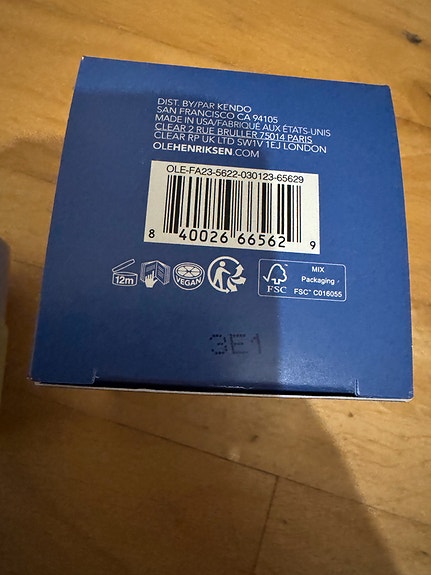 DIST. BY/PAR KENDO
SAN FRANCISCO CA 94105
MADE IN USA/FABRIQUÉ AUX ÉTATS-UNIS
CLEAR 2 RUE BRULLER 75014 PARIS
CLEAR RP UK LTD SW1V 1EJ LONDON
OLEHENRIKSEN.COM
OLE-FA23-5622-030123-65629
8 40026 66562 9
12m
VEGAN
FSC
MIX
Packaging
FSC™ C016055
3E1